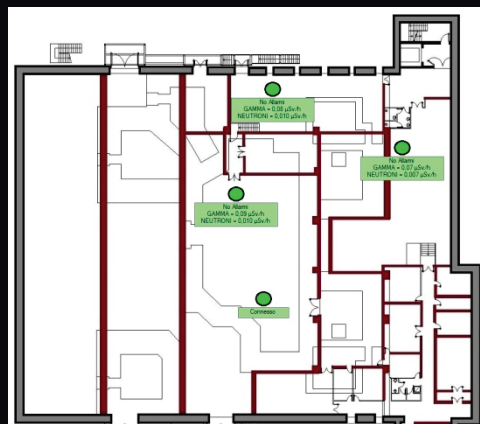 No Allarmi
GAMMA = 0,08 µSv/h
NEUTRONI = 0,010 µSv/h
No Allarmi
GAMMA = 0,07 µSv/h
NEUTRONI = 0,007 µSv/h
No Allarmi
GAMMA = 0,09 µSv/h
NEUTRONI = 0,010 µSv/h
Connesso